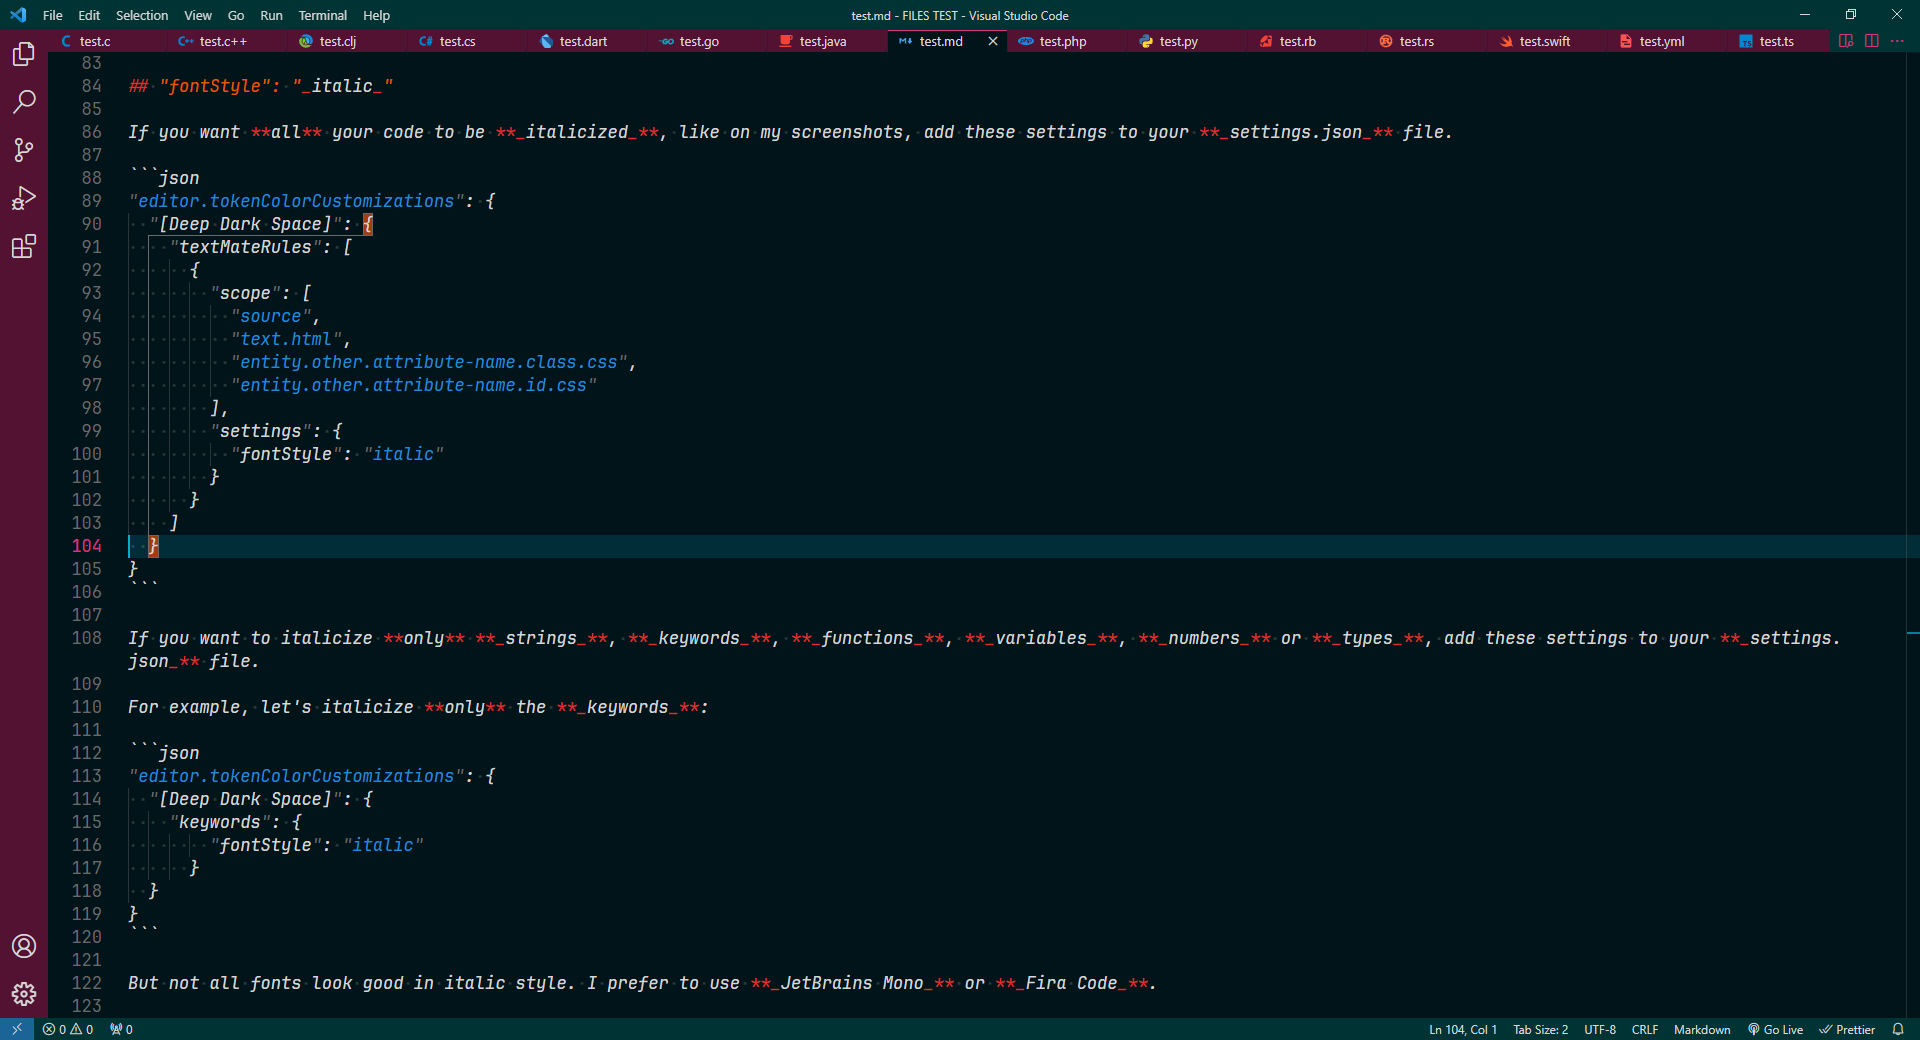 File Edit Selection View Go Run Terminal Help
test.md - FILES TEST - Visual Studio Code
test.c test.c++ test.clj test.cs test.dart test.go test.java test.md test.php test.py test.rb test.rs test.swift test.yml test.ts
83
84 ## "fontStyle": "_italic_"
85
86 If you want **all** your code to be **_italicized_**, like on my screenshots, add these settings to your **_settings.json_** file.
87
88 ```json
89 "editor.tokenColorCustomizations": {
90   "[Deep Dark Space]": {
91     "textMateRules": [
92       {
93         "scope": [
94           "source",
95           "text.html",
96           "entity.other.attribute-name.class.css",
97           "entity.other.attribute-name.id.css"
98         ],
99         "settings": {
100           "fontStyle": "italic"
101         }
102       }
103     ]
104   }
105 }
106 ```
107
108 If you want to italicize **only** **_strings_**, **_keywords_**, **_functions_**, **_variables_**, **_numbers_** or **_types_**, add these settings to your **_settings.
json_** file.
109
110 For example, let's italicize **only** the **_keywords_**:
111
112 ```json
113 "editor.tokenColorCustomizations": {
114   "[Deep Dark Space]": {
115     "keywords": {
116         "fontStyle": "italic"
117       }
118   }
119 }
120 ```
121
122 But not all fonts look good in italic style. I prefer to use **_JetBrains Mono_** or **_Fira Code_**.
123
0 0 0 Ln 104, Col 1 Tab Size: 2 UTF-8 CRLF Markdown Go Live Prettier